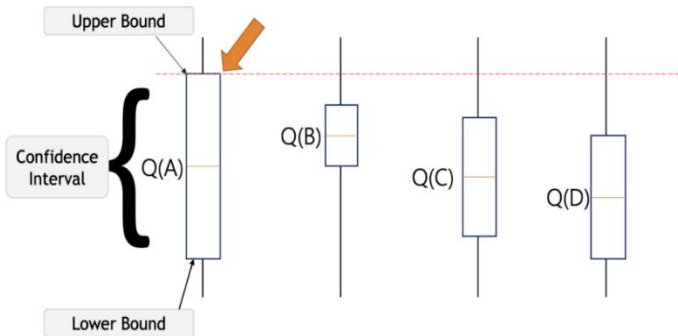 Upper Bound
Confidence
Interval
Q(A)
Q(B)
Q(C)
Q(D)
Lower Bound